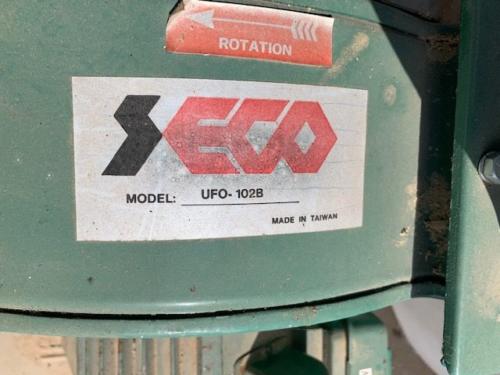 ROTATION
SECO
MODEL: UFO-102B
MADE IN TAIWAN